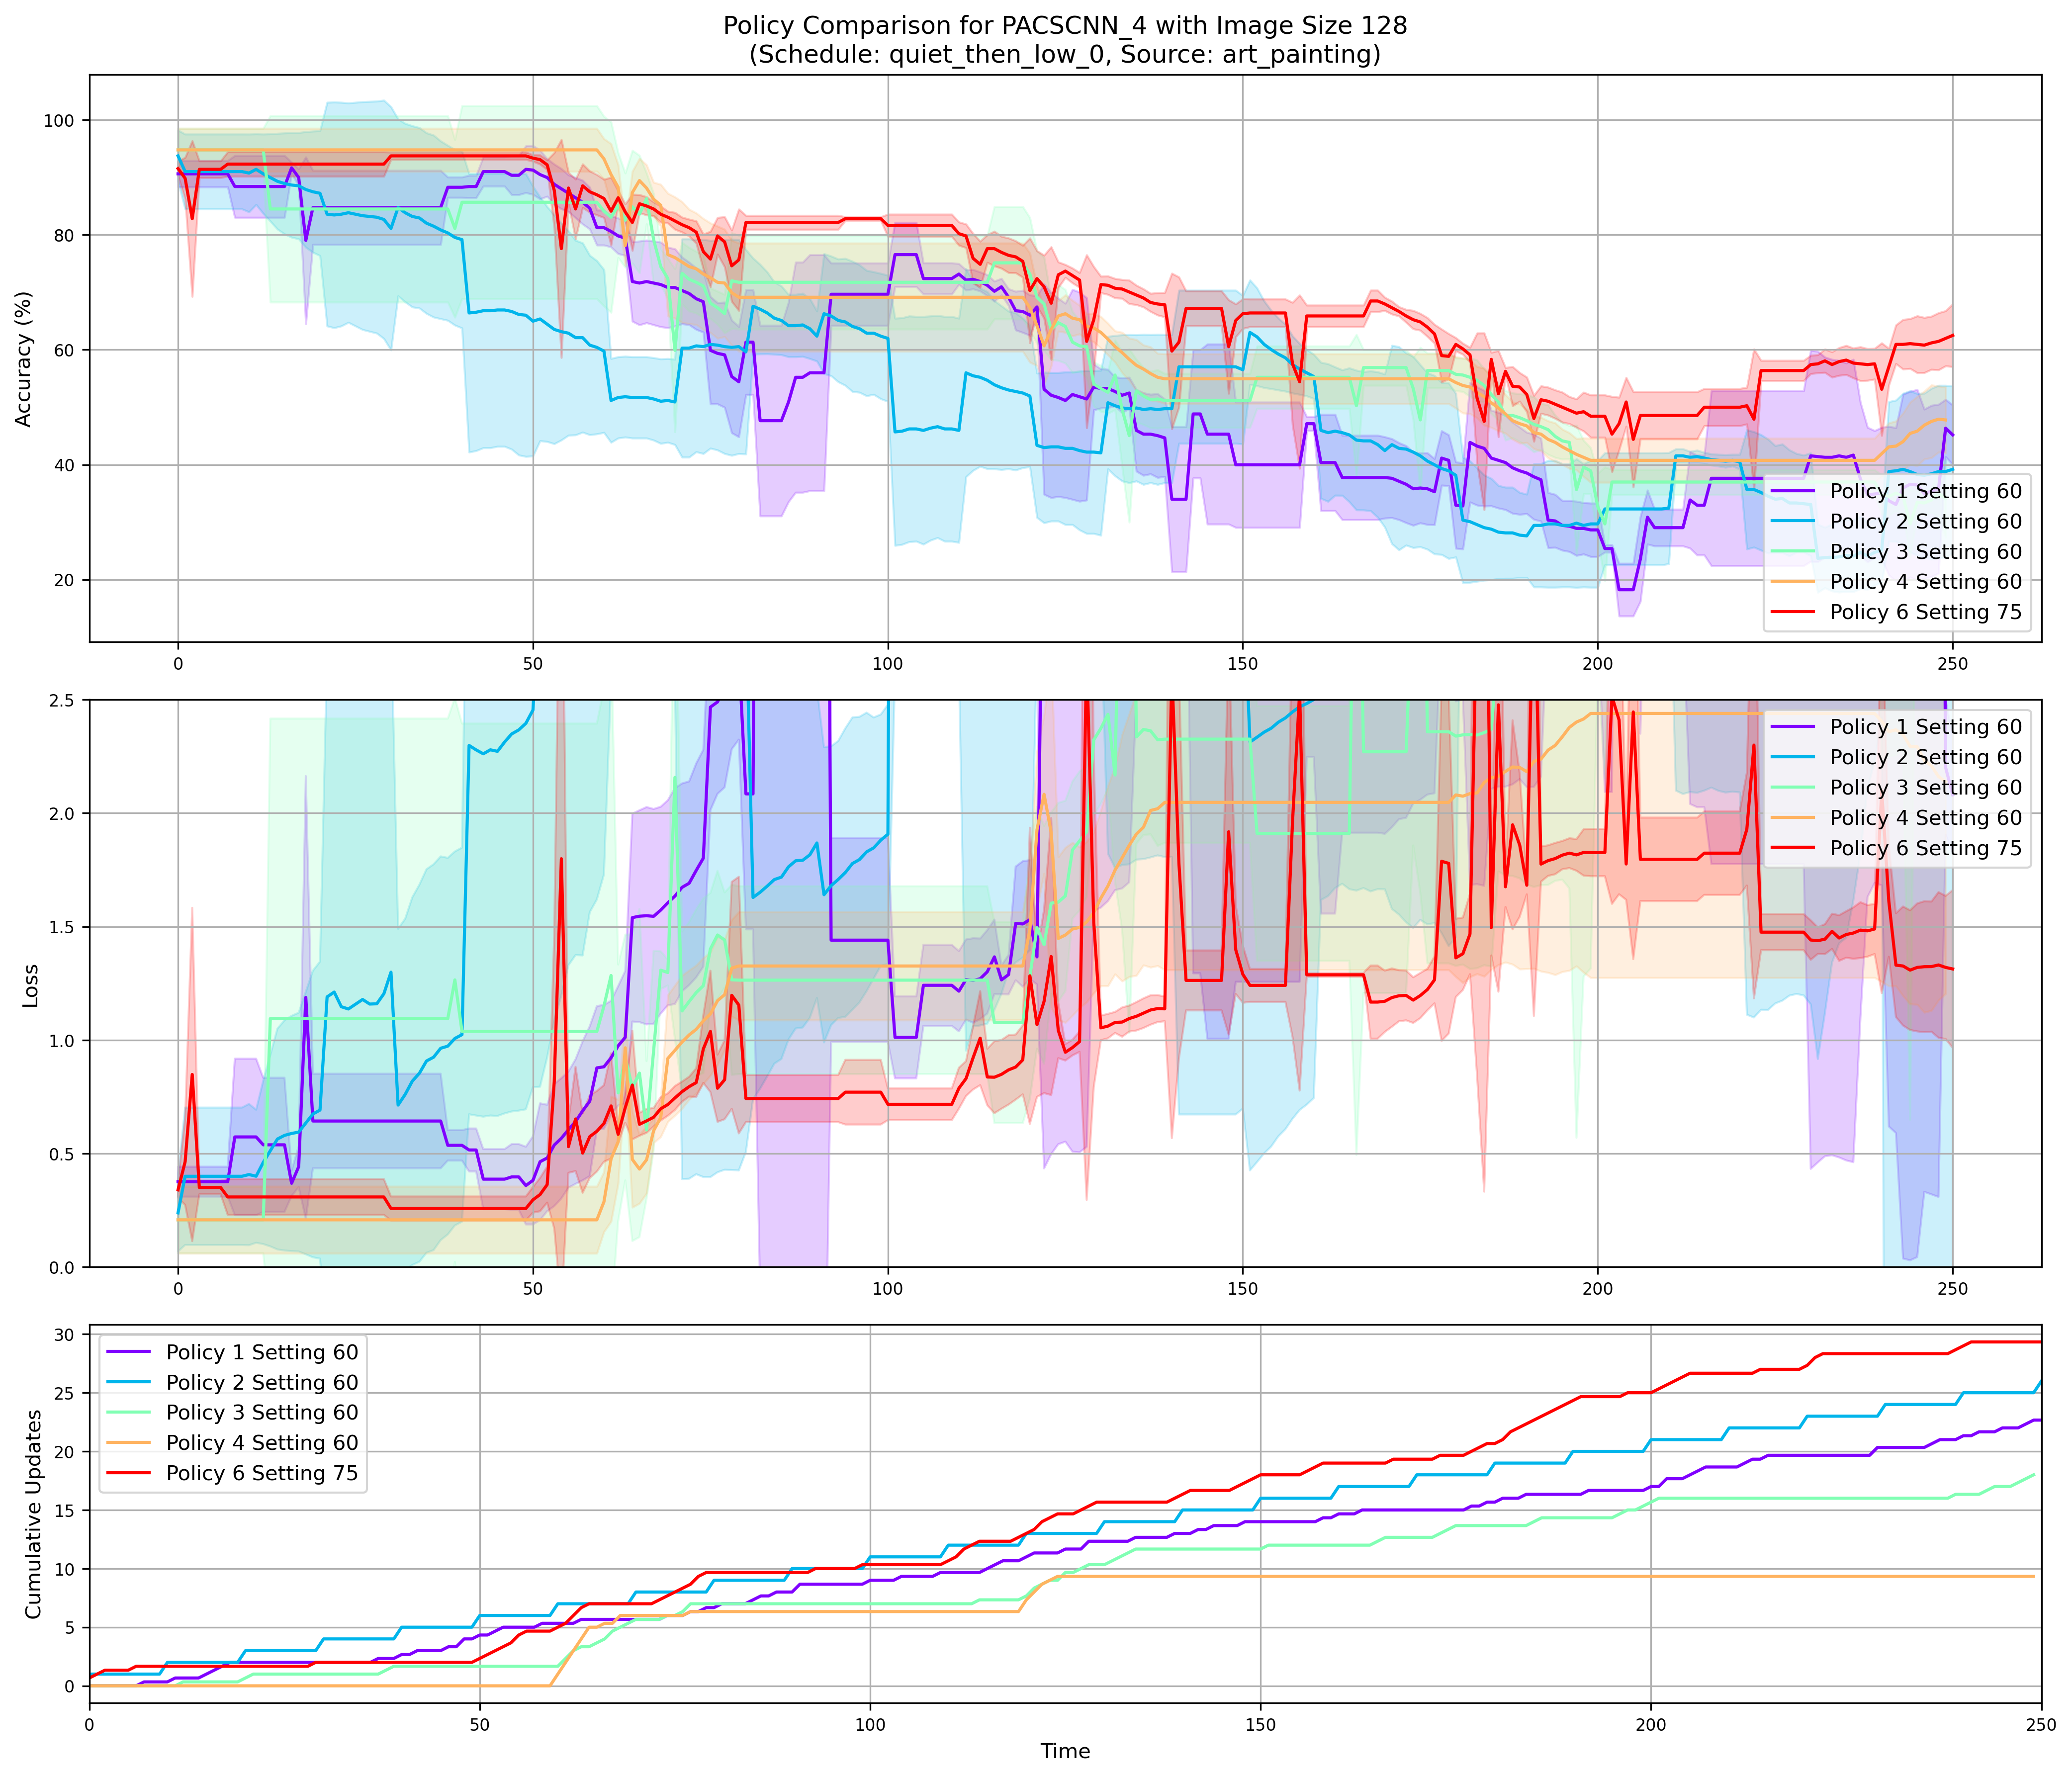 Policy Comparison for PACSCNN_4 with Image Size 128
(Schedule: quiet_then_low_0, Source: art_painting)
Accuracy (%)
100
80
60
40
20
0 50 100 150 200 250
Policy 1 Setting 60
Policy 2 Setting 60
Policy 3 Setting 60
Policy 4 Setting 60
Policy 6 Setting 75
Loss
2.5
2.0
1.5
1.0
0.5
0.0
0 50 100 150 200 250
Policy 1 Setting 60
Policy 2 Setting 60
Policy 3 Setting 60
Policy 4 Setting 60
Policy 6 Setting 75
Cumulative Updates
30
25
20
15
10
5
0
0 50 100 150 200 250
Policy 1 Setting 60
Policy 2 Setting 60
Policy 3 Setting 60
Policy 4 Setting 60
Policy 6 Setting 75
Time